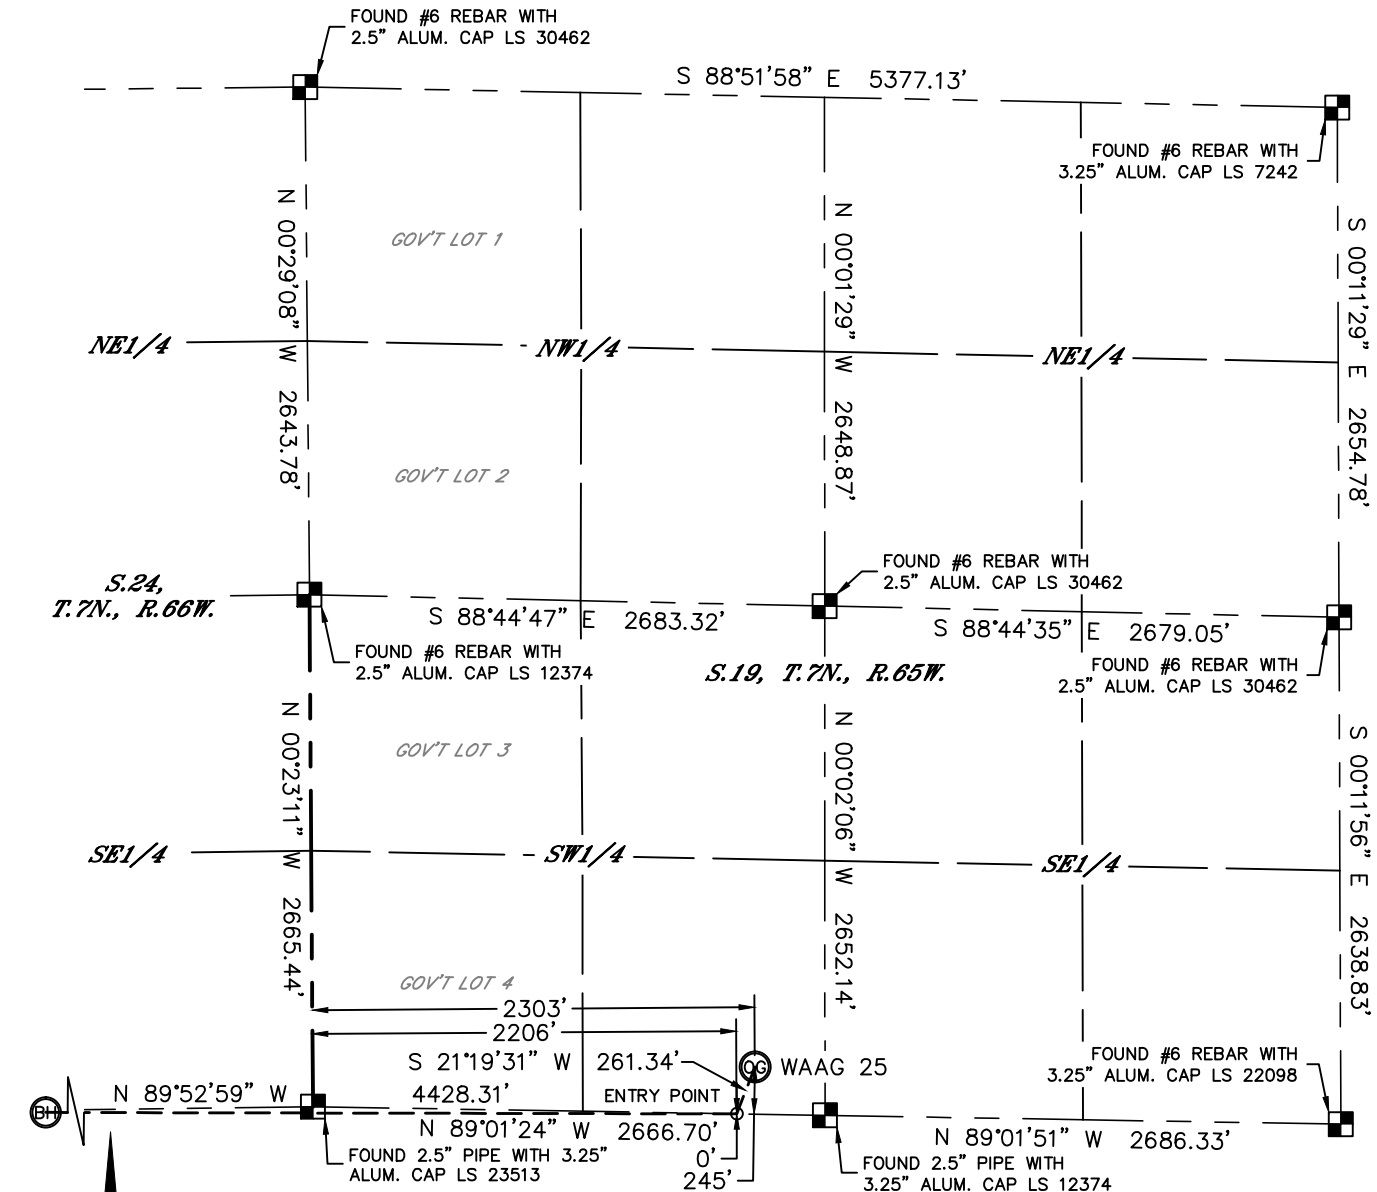 FOUND #6 REBAR WITH
2.5" ALUM. CAP LS 30462
S 88°51'58" E 5377.13'
FOUND #6 REBAR WITH
3.25" ALUM. CAP LS 7242
N 00°29'08" W 2643.78'
GOV'T LOT 1
N 00°01'29" W 2648.87'
S 00°11'29" E 2654.78'
NE1/4
NW1/4
NE1/4
GOV'T LOT 2
S.24,
T.7N., R.66W.
FOUND #6 REBAR WITH
2.5" ALUM. CAP LS 30462
S 88°44'47" E 2683.32'
S 88°44'35" E 2679.05'
FOUND #6 REBAR WITH
2.5" ALUM. CAP LS 12374
S.19, T.7N., R.65W.
FOUND #6 REBAR WITH
2.5" ALUM. CAP LS 30462
N 00°23'11" W 2665.44'
GOV'T LOT 3
N 00°02'06" W 2652.14'
S 00°11'56" E 2638.83'
SE1/4
SW1/4
SE1/4
GOV'T LOT 4
2303'
2206'
S 21°19'31" W 261.34'
OG WAAG 25
FOUND #6 REBAR WITH
3.25" ALUM. CAP LS 22098
N 89°52'59" W 4428.31'
ENTRY POINT
BH
N 89°01'24" W 2666.70'
N 89°01'51" W 2686.33'
FOUND 2.5" PIPE WITH 3.25"
ALUM. CAP LS 23513
0'
245'
FOUND 2.5" PIPE WITH
3.25" ALUM. CAP LS 12374